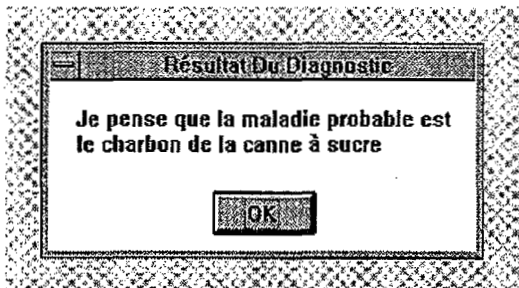 Résultat Du Diagnostic
Je pense que la maladie probable est
le charbon de la canne à sucre
OK